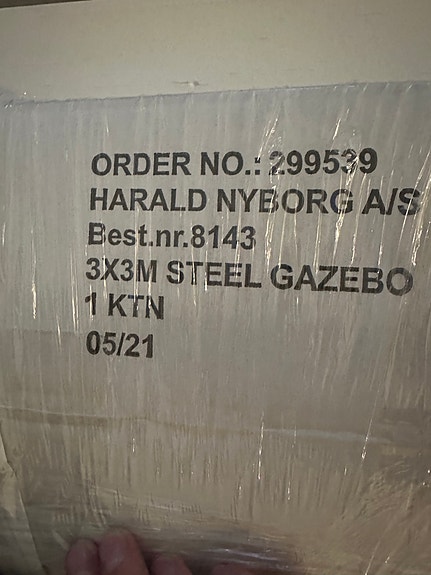 ORDER NO.: 299539
HARALD NYBORG A/S
Best.nr.8143
3X3M STEEL GAZEBO
1 KTN
05/21